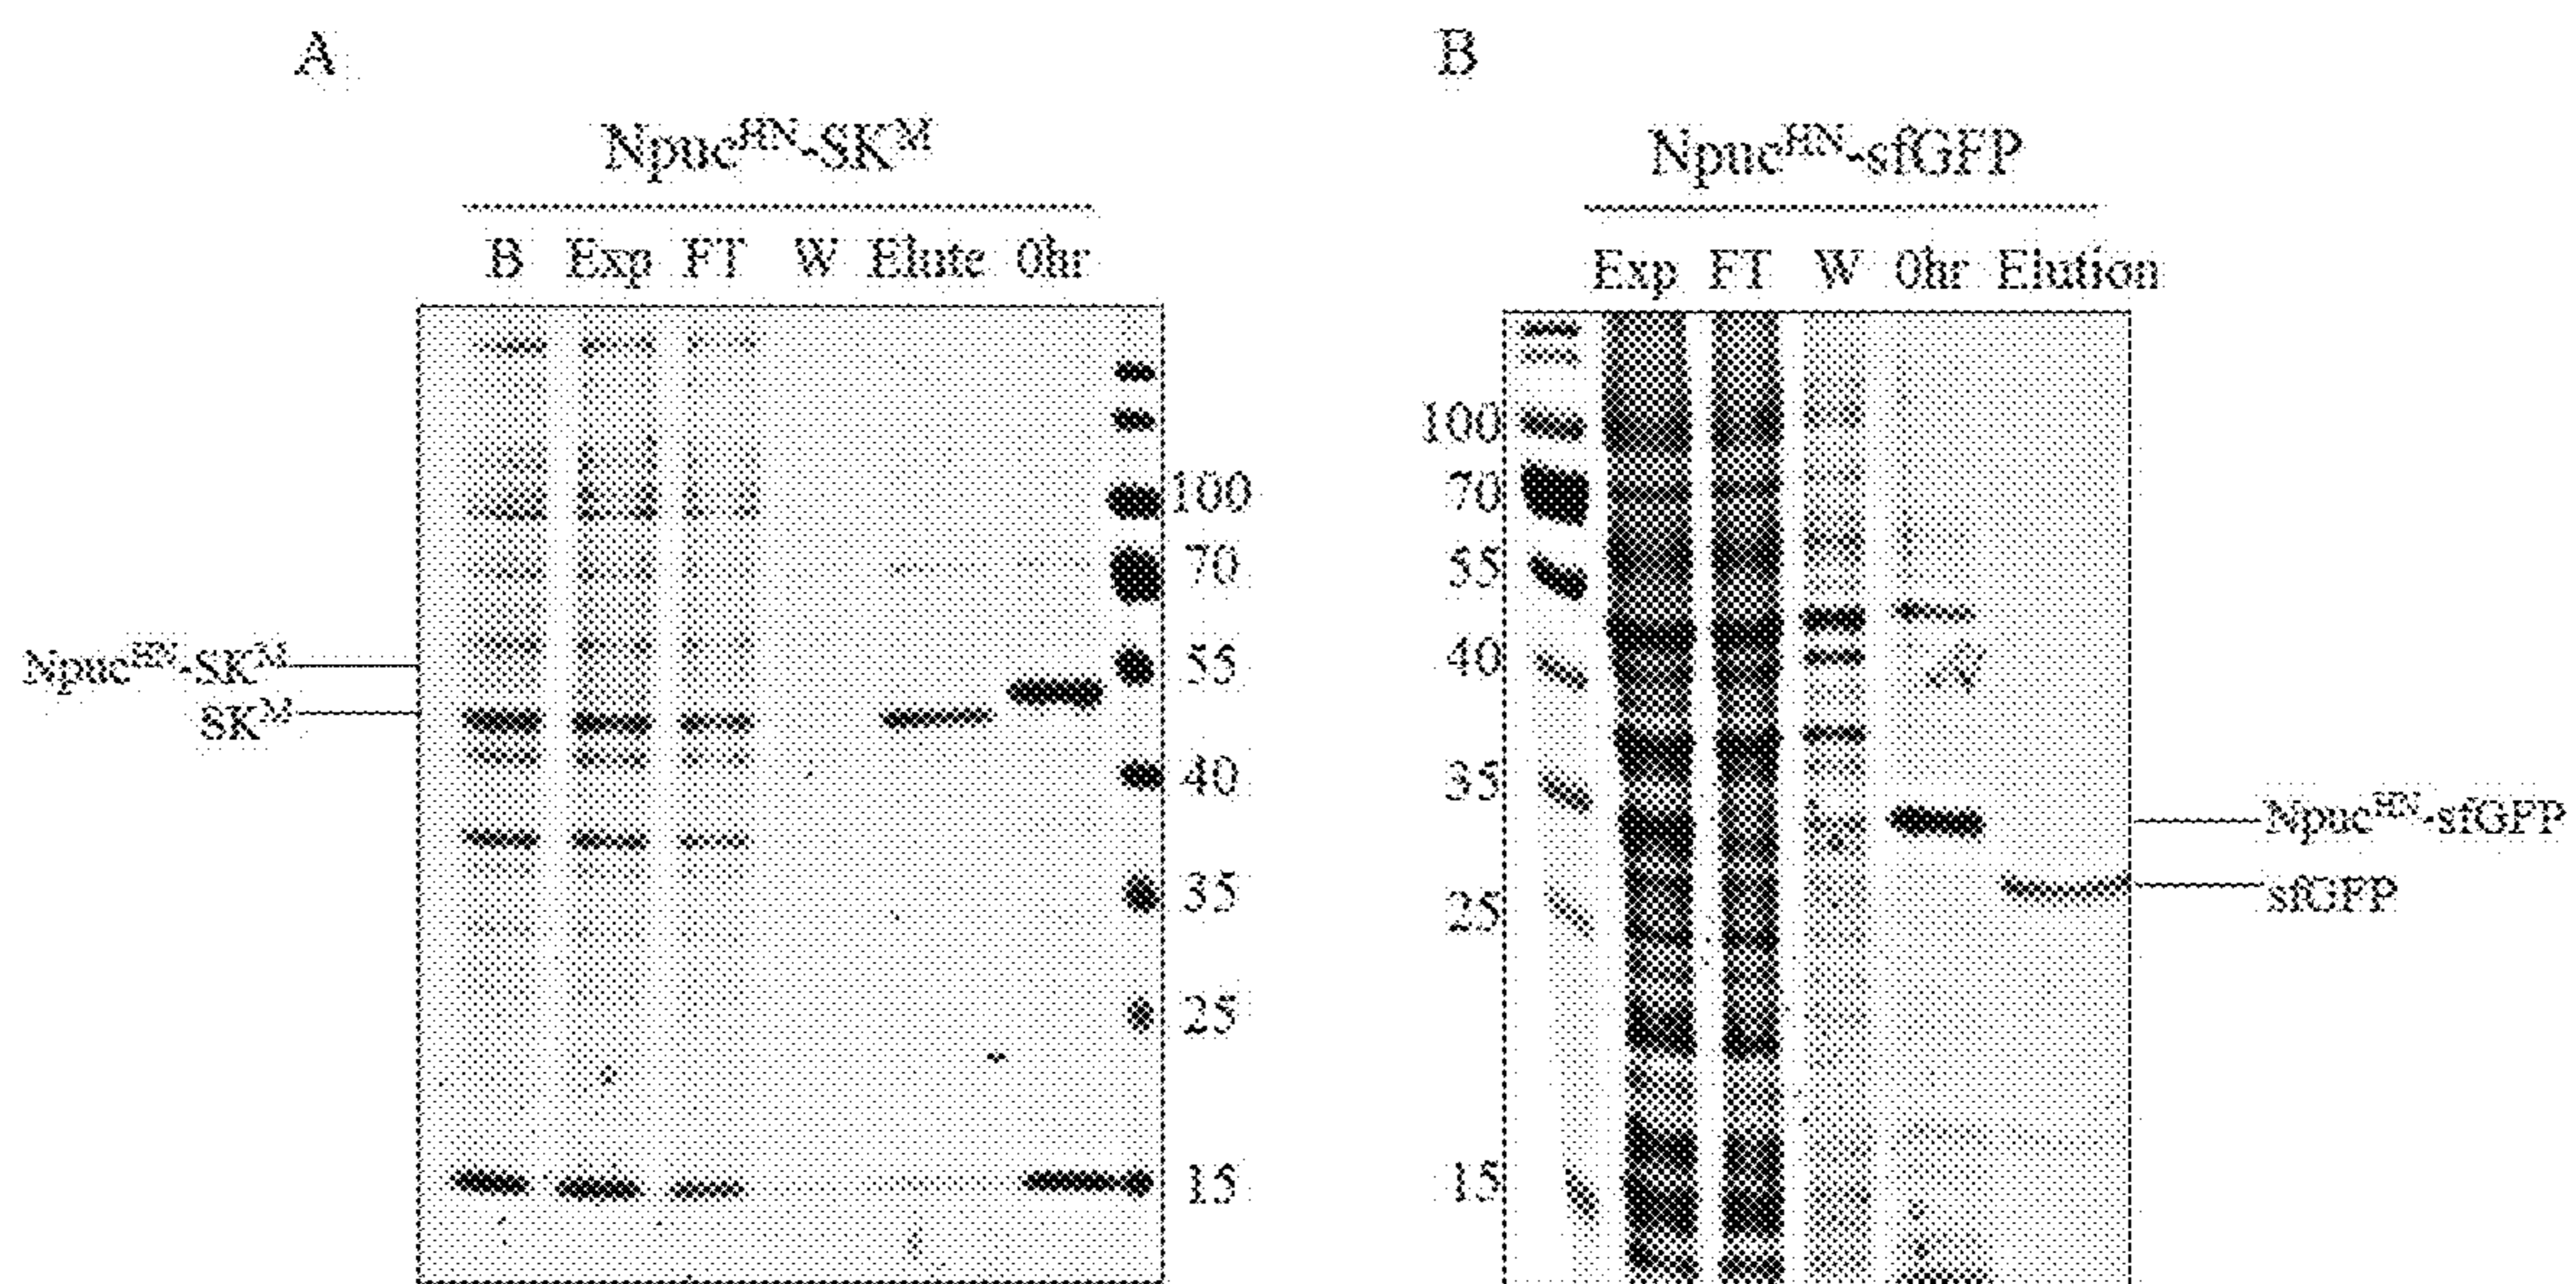 A
Npuc^HN-SK^M
B Exp FT W Elute 0hr
100
70
55
40
35
25
15
Npuc^HN-SK^M
SK^M
B
Npuc^HN-sfGFP
Exp FT W 0hr Elution
100
70
55
40
35
25
15
Npuc^HN-sfGFP
sfGFP